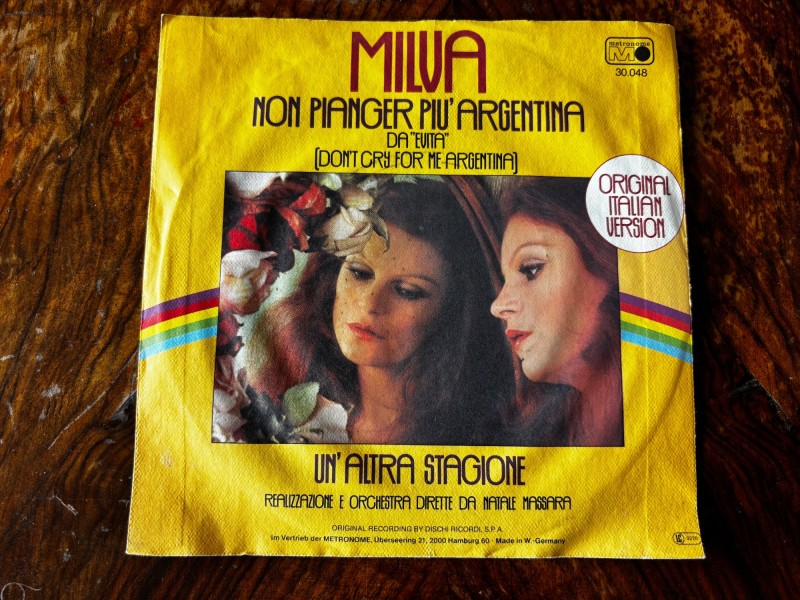 MILVA
metronome
30.048
NON PIANGER PIU' ARGENTINA
DA "EVITA"
(DON'T CRY FOR ME ARGENTINA)
ORIGINAL
ITALIAN
VERSION
UN'ALTRA STAGIONE
REALIZZAZIONE E ORCHESTRA DIRETTE DA NATALE MASSARA
ORIGINAL RECORDING BY DISCHI RICORDI, S.P.A.
Im Vertrieb der METRONOME, Überseering 21, 2000 Hamburg 60 · Made in W.-Germany